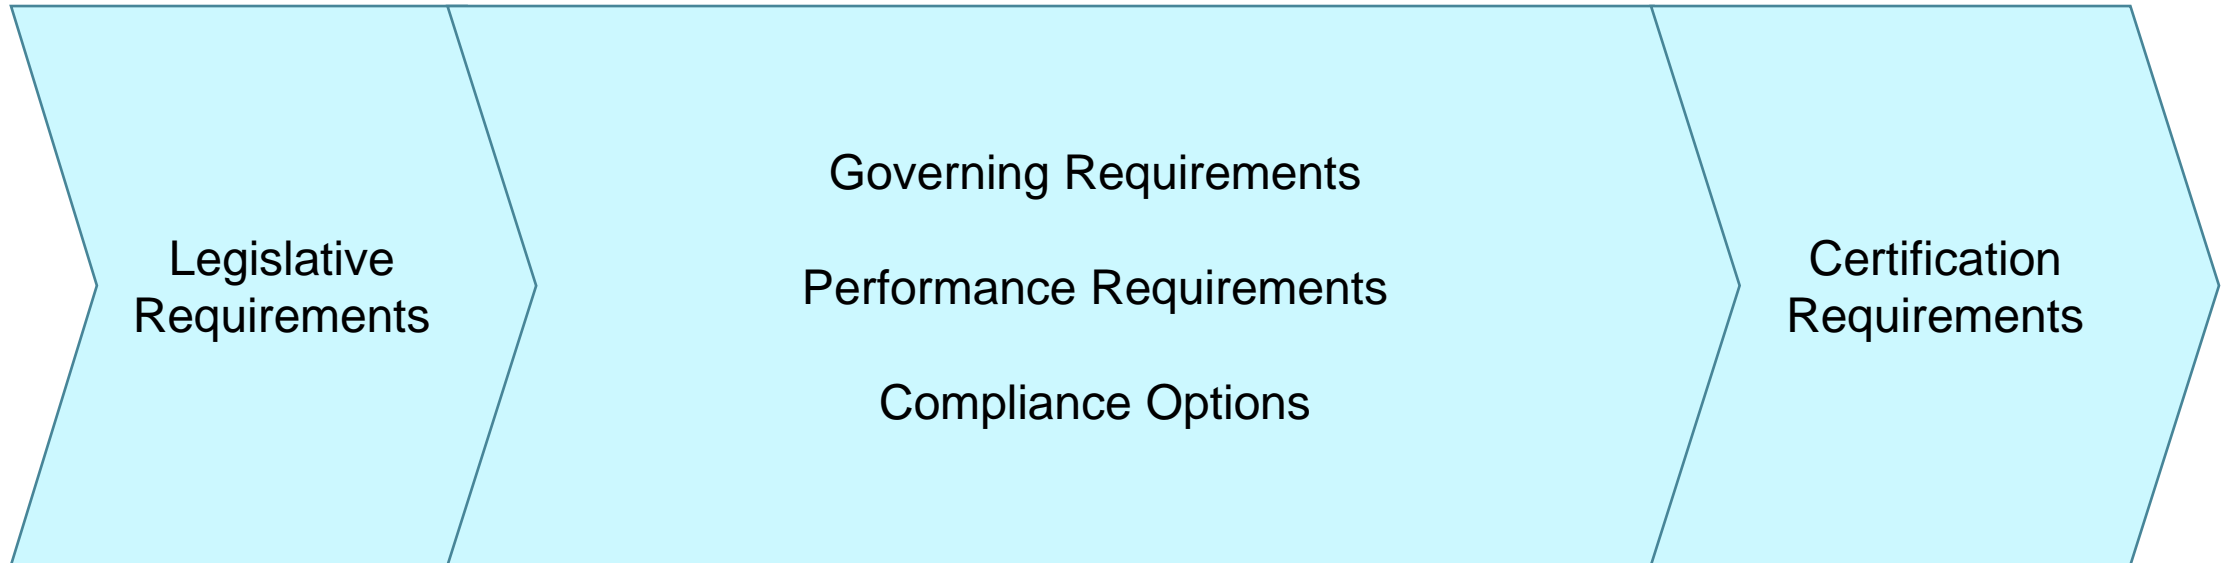 Legislative
Requirements
Governing Requirements
Performance Requirements
Compliance Options
Certification
Requirements